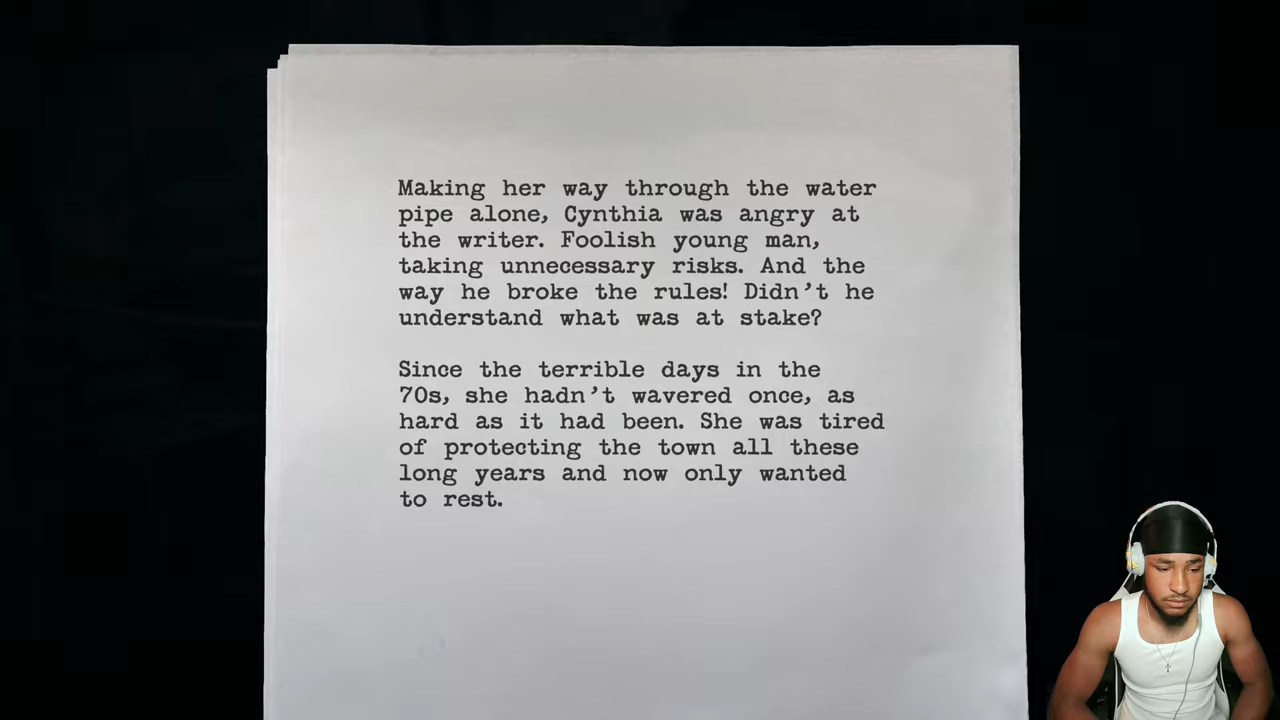 Making her way through the water
pipe alone, Cynthia was angry at
the writer. Foolish young man,
taking unnecessary risks. And the
way he broke the rules! Didn’t he
understand what was at stake?
Since the terrible days in the
70s, she hadn’t wavered once, as
hard as it had been. She was tired
of protecting the town all these
long years and now only wanted
to rest.